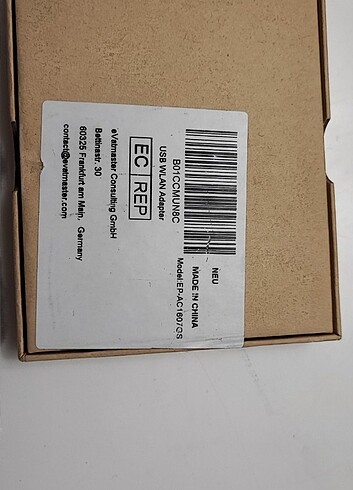 NEU
MADE IN CHINA
B01CCMUN8C
Model:EP-AC1607GS
USB WLAN Adapter
EC REP
eVatmaster Consulting GmbH
Bettinastr. 30
60325 Frankfurt am Main, Germany
contact@evatmaster.com